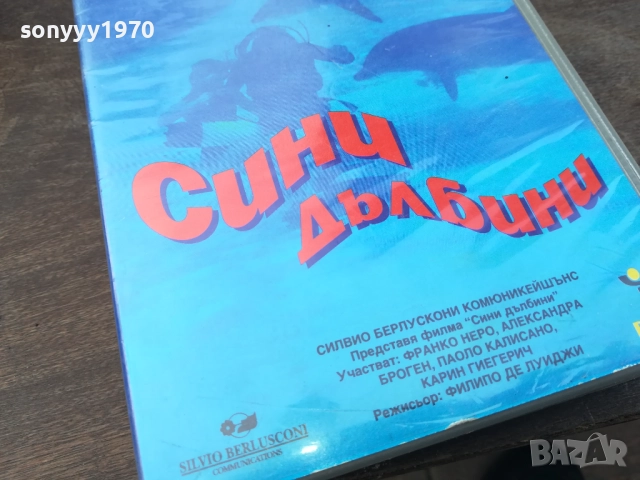 sonyyy1970
Сини
Дълбини
СИЛВИО БЕРЛУСКОНИ КОМЮНИКЕЙШЪНС
Представя филма "Сини дълбини"
Участват: ФРАНКО НЕРО, АЛЕКСАНДРА
БРОГЕН, ПАОЛО КАЛИСАНО,
КАРИН ГИЕГЕРИЧ
Режисьор: ФИЛИПО ДЕ ЛУИДЖИ
SILVIO BERLUSCONI
COMMUNICATIONS
BAZAR